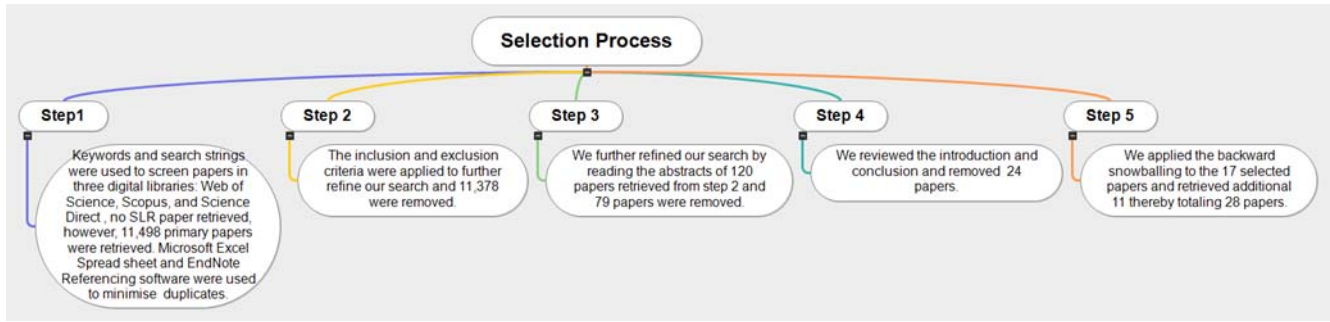 Selection Process
Step1
Keywords and search strings
were used to screen papers in
three digital libraries: Web of
Science, Scopus, and Science
Direct , no SLR paper retrieved,
however, 11,498 primary papers
were retrieved. Microsoft Excel
Spread sheet and EndNote
Referencing software were used
to minimise duplicates.
Step 2
The inclusion and exclusion
criteria were applied to further
refine our search and 11,378
were removed.
Step 3
We further refined our search by
reading the abstracts of 120
papers retrieved from step 2 and
79 papers were removed.
Step 4
We reviewed the introduction and
conclusion and removed 24
papers.
Step 5
We applied the backward
snowballing to the 17 selected
papers and retrieved additional
11 thereby totaling 28 papers.